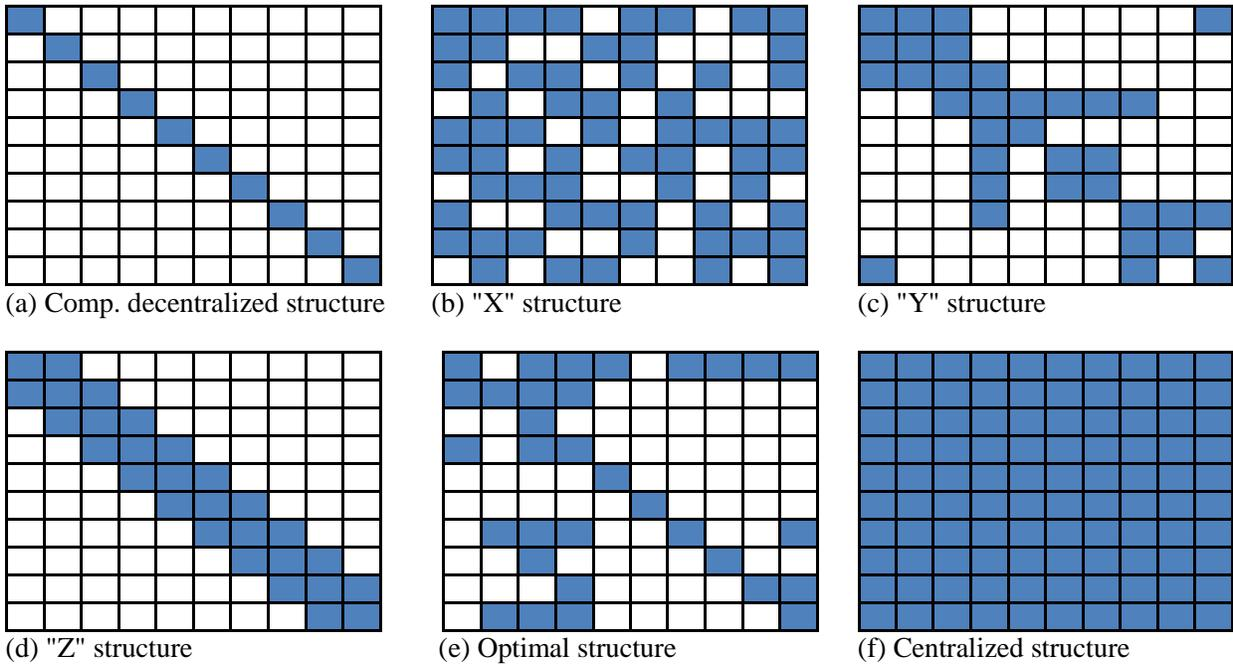 (a) Comp. decentralized structure
(b) "X" structure
(c) "Y" structure
(d) "Z" structure
(e) Optimal structure
(f) Centralized structure